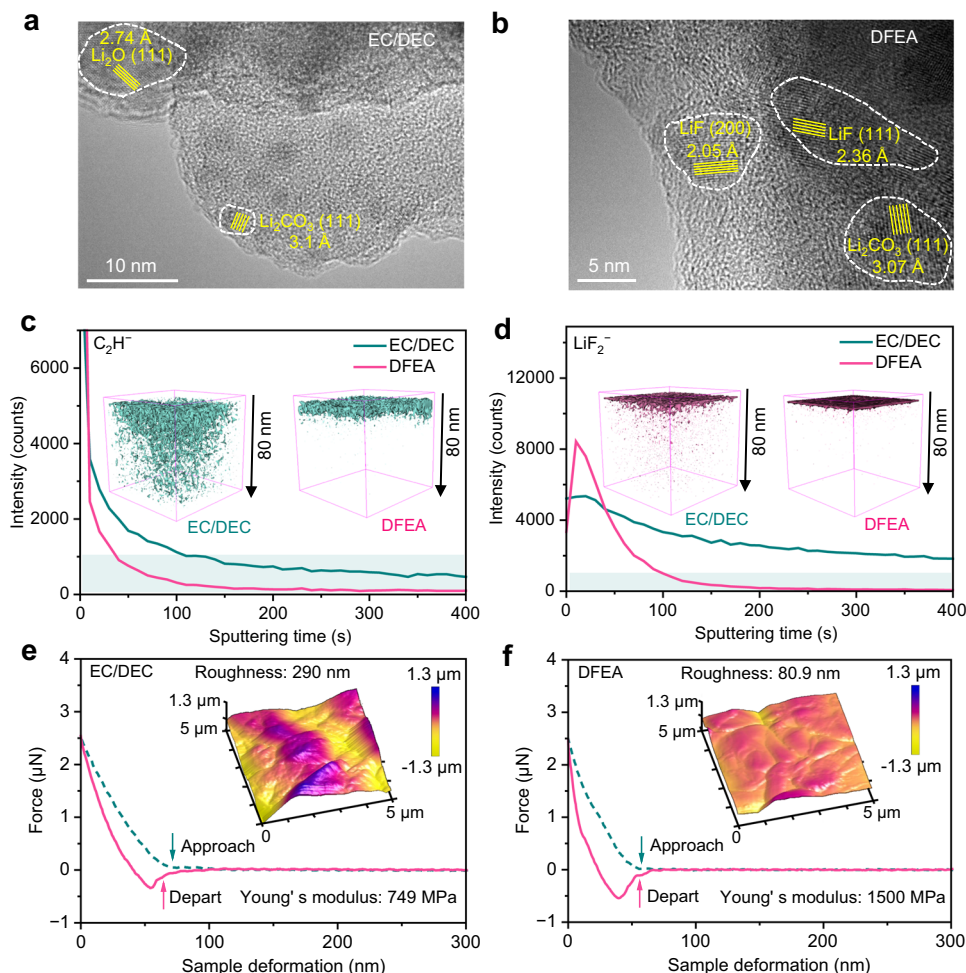 a
EC/DEC
2.74 Å
Li₂O (111)
Li₂CO₃ (111)
3.1 Å
10 nm
b
DFEA
LiF (200)
2.05 Å
LiF (111)
2.36 Å
Li₂CO₃ (111)
3.07 Å
5 nm
c
C₂H⁻
EC/DEC
DFEA
6000
4000
2000
0
Intensity (counts)
80 nm
80 nm
EC/DEC
DFEA
0 100 200 300 400
Sputtering time (s)
d
LiF₂⁻
EC/DEC
DFEA
12000
8000
4000
0
Intensity (counts)
80 nm
80 nm
EC/DEC
DFEA
0 100 200 300 400
Sputtering time (s)
e
EC/DEC
Roughness: 290 nm
1.3 µm
1.3 µm
5 µm
-1.3 µm
0
5 µm
4
3
2
1
0
−1
Force (µN)
Approach
Depart
Young' s modulus: 749 MPa
0 100 200 300
Sample deformation (nm)
f
DFEA
Roughness: 80.9 nm
1.3 µm
1.3 µm
5 µm
-1.3 µm
0
5 µm
4
3
2
1
0
−1
Force (µN)
Approach
Depart
Young' s modulus: 1500 MPa
0 100 200 300
Sample deformation (nm)